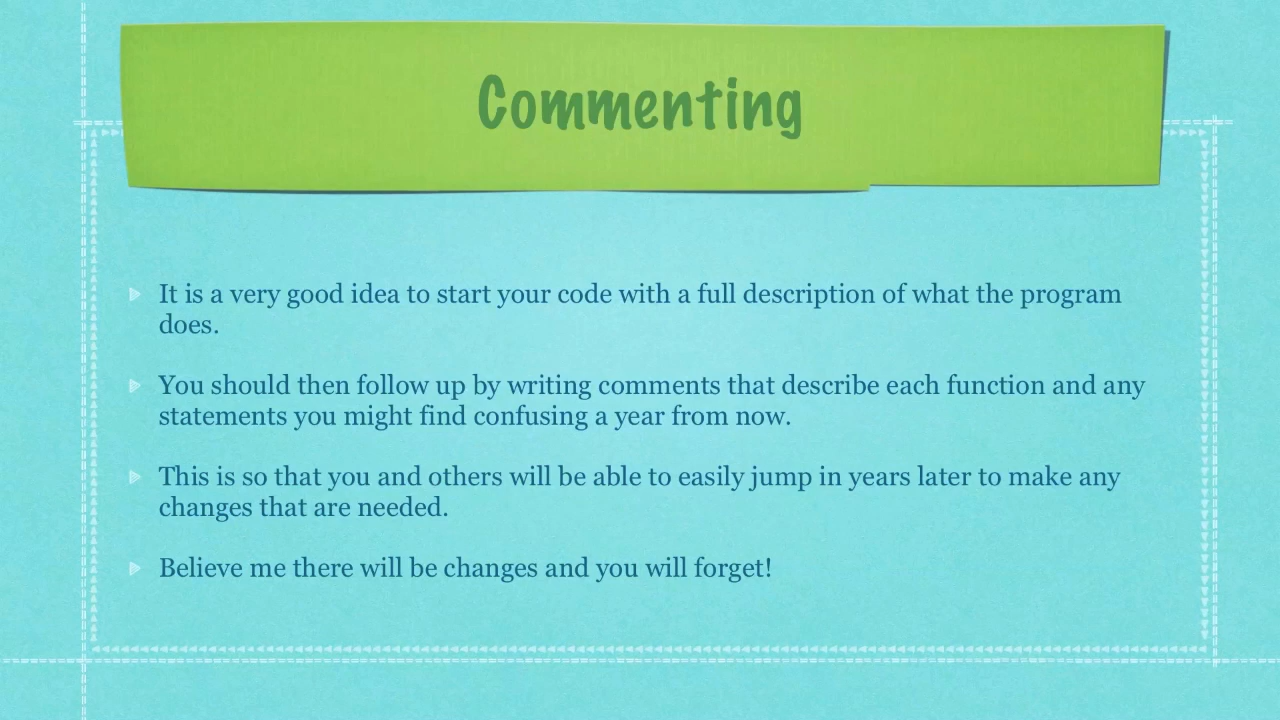 Commenting
It is a very good idea to start your code with a full description of what the program
does.
You should then follow up by writing comments that describe each function and any
statements you might find confusing a year from now.
This is so that you and others will be able to easily jump in years later to make any
changes that are needed.
Believe me there will be changes and you will forget!